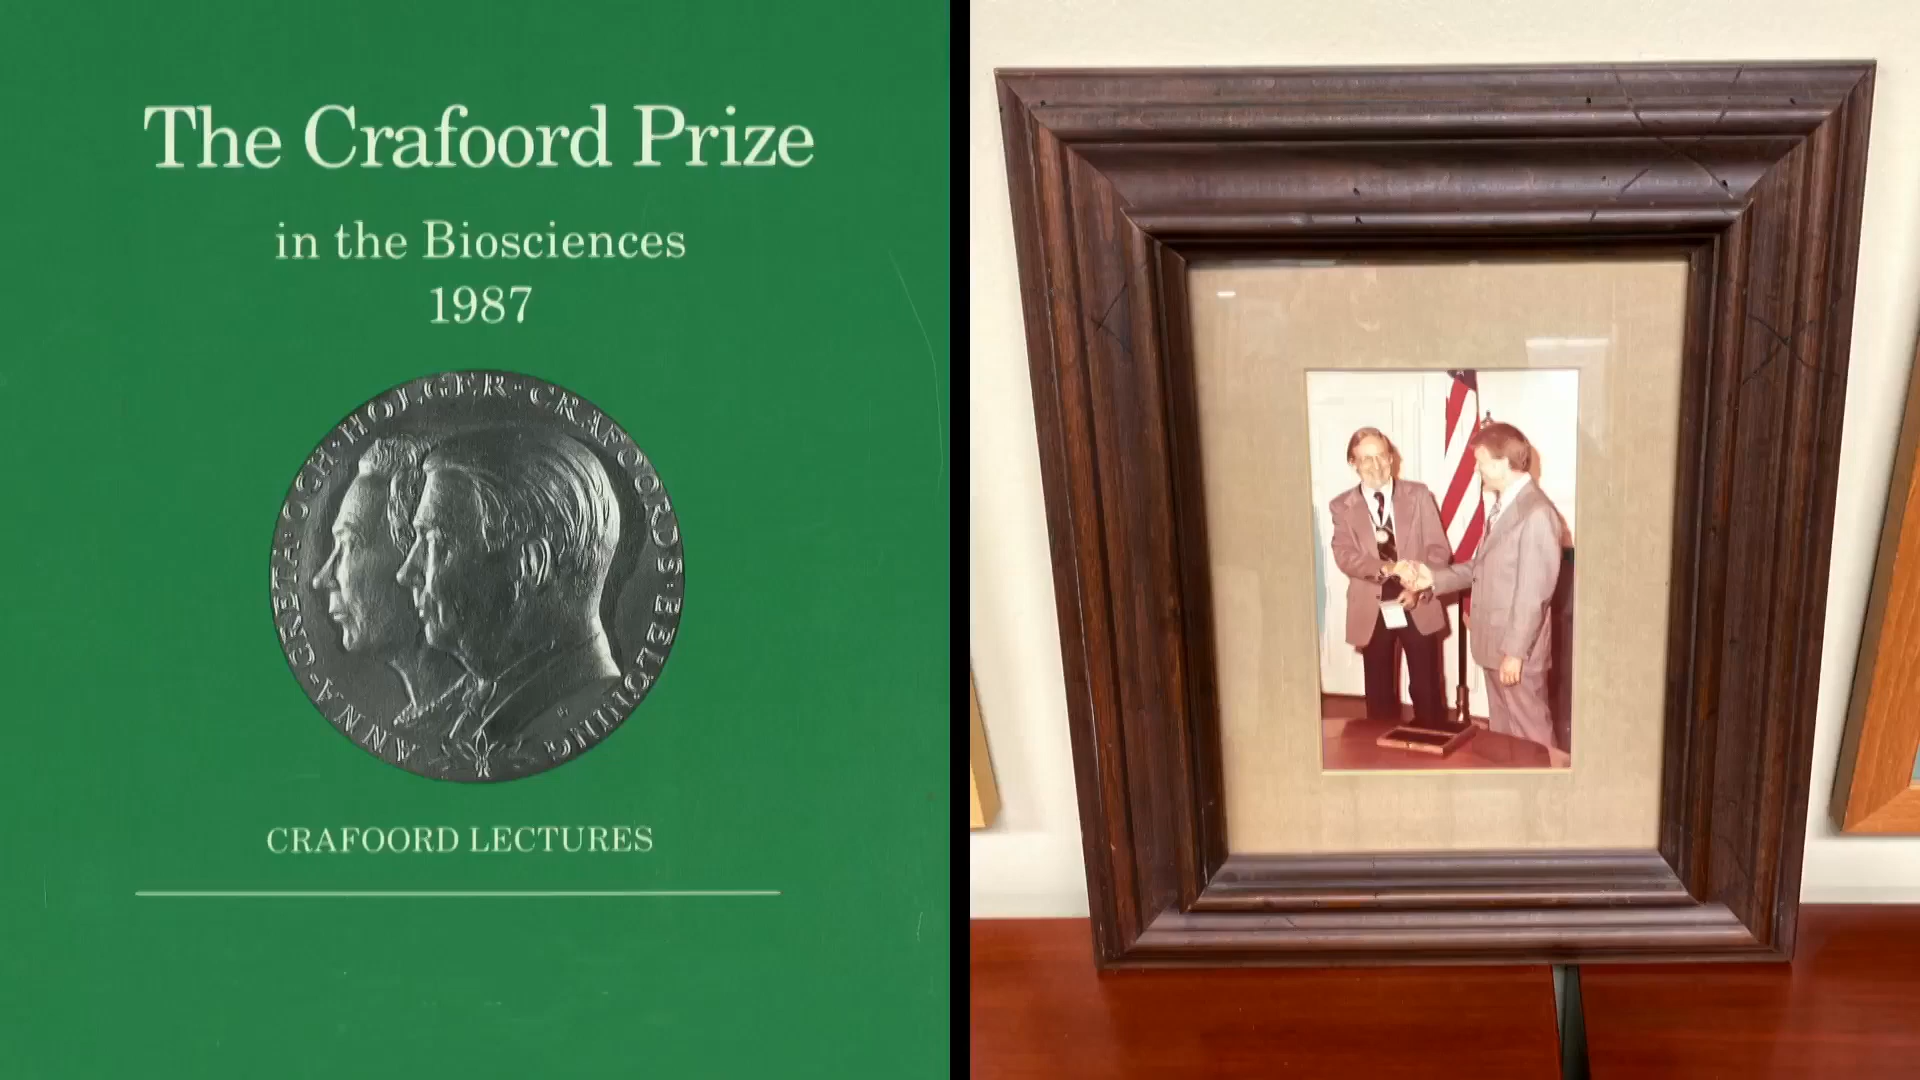 The Crafoord Prize
in the Biosciences
1987
ANNA-GRETA·OCH·HOLGER·CRAFOORDS·BELÖNING
CRAFOORD LECTURES